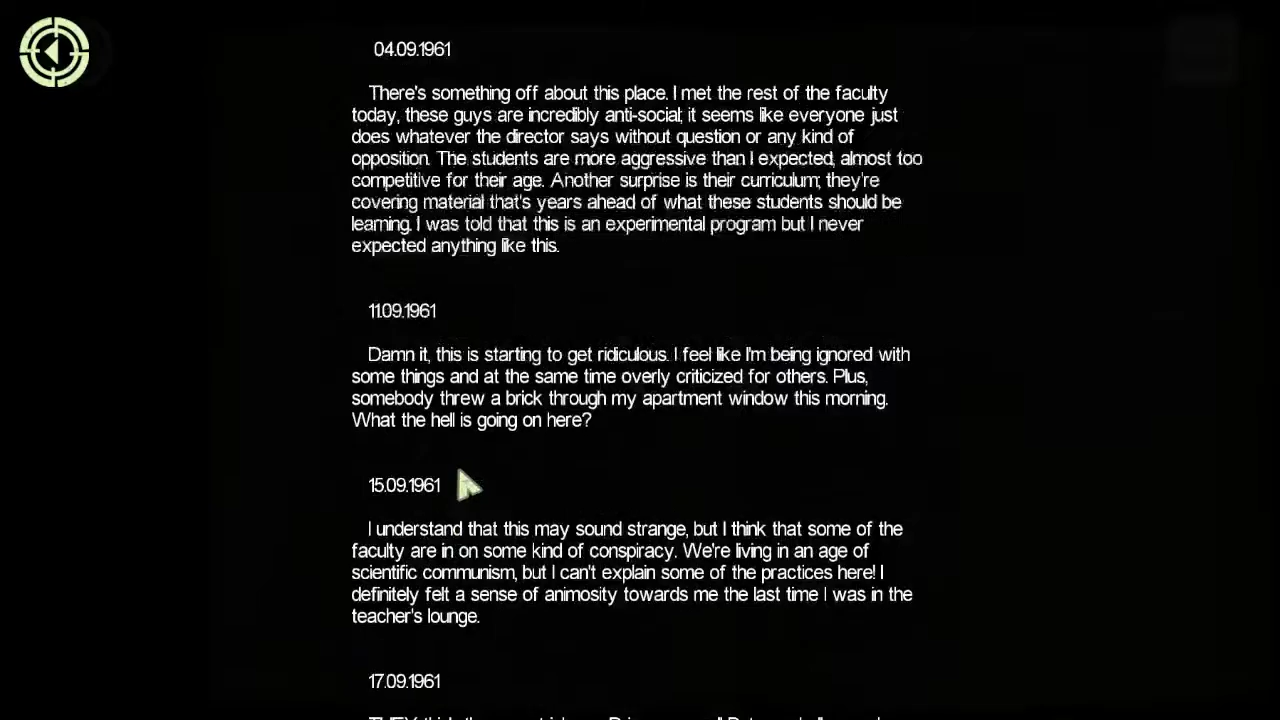 04.09.1961
There's something off about this place. I met the rest of the faculty
today, these guys are incredibly anti-social; it seems like everyone just
does whatever the director says without question or any kind of
opposition. The students are more aggressive than I expected, almost too
competitive for their age. Another surprise is their curriculum; they're
covering material that's years ahead of what these students should be
learning. I was told that this is an experimental program but I never
expected anything like this.
11.09.1961
Damn it, this is starting to get ridiculous. I feel like I'm being ignored with
some things and at the same time overly criticized for others. Plus,
somebody threw a brick through my apartment window this morning.
What the hell is going on here?
15.09.1961
I understand that this may sound strange, but I think that some of the
faculty are in on some kind of conspiracy. We're living in an age of
scientific communism, but I can't explain some of the practices here! I
definitely felt a sense of animosity towards me the last time I was in the
teacher's lounge.
17.09.1961